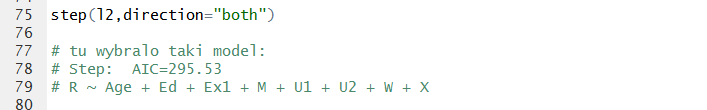 75 step(l2,direction="both")
76
77 # tu wybralo taki model:
78 # Step:  AIC=295.53
79 # R ~ Age + Ed + Ex1 + M + U1 + U2 + W + X
80